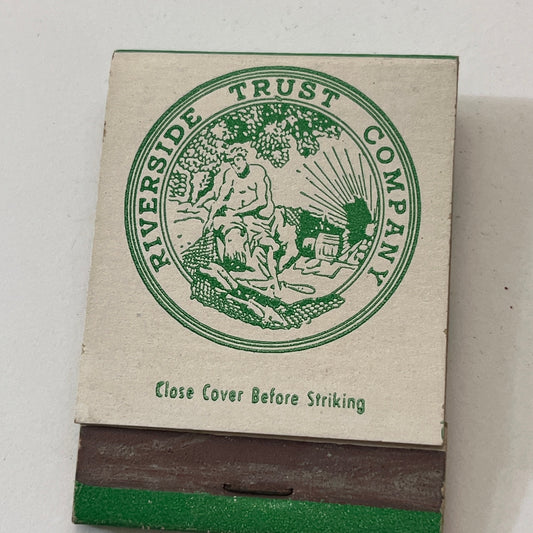 RIVERSIDE TRUST COMPANY
Close Cover Before Striking